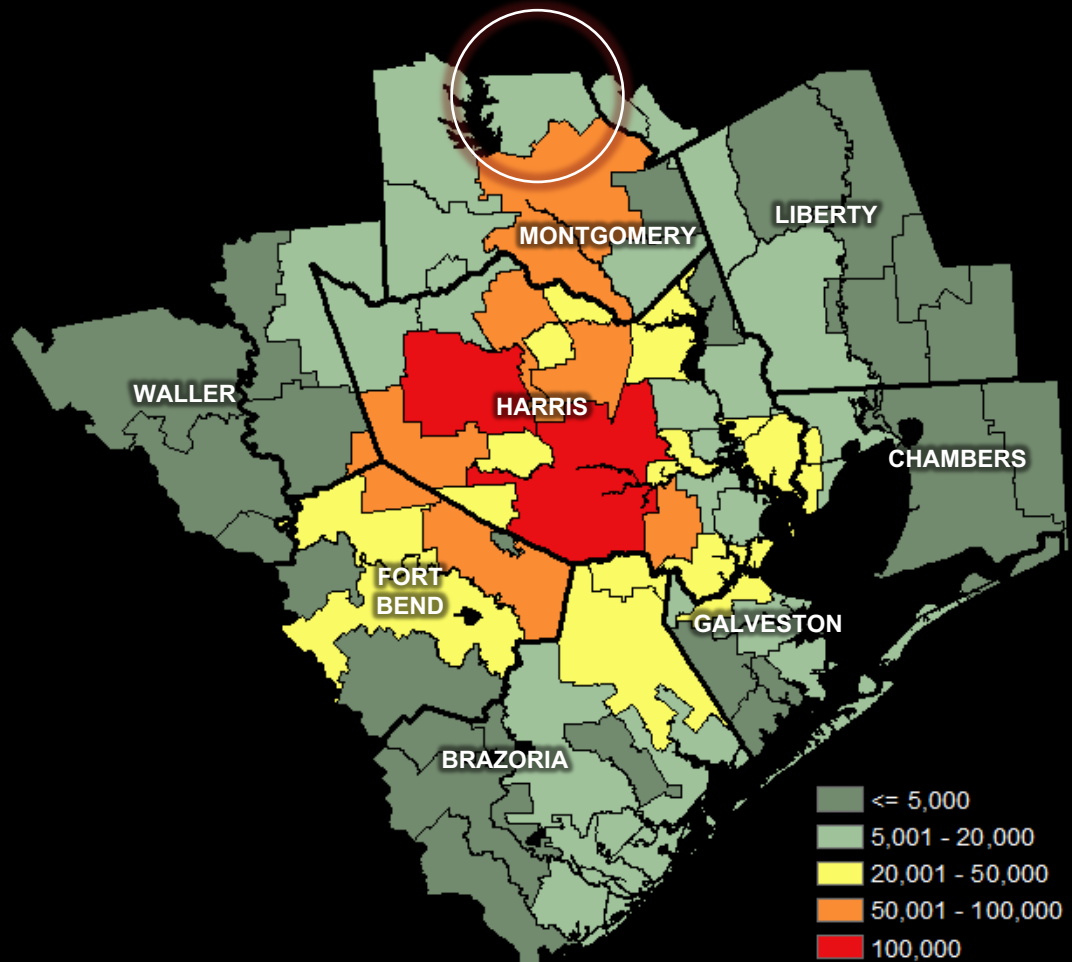 LIBERTY
MONTGOMERY
WALLER
HARRIS
CHAMBERS
FORT
BEND
GALVESTON
BRAZORIA
<= 5,000
5,001 - 20,000
20,001 - 50,000
50,001 - 100,000
100,000